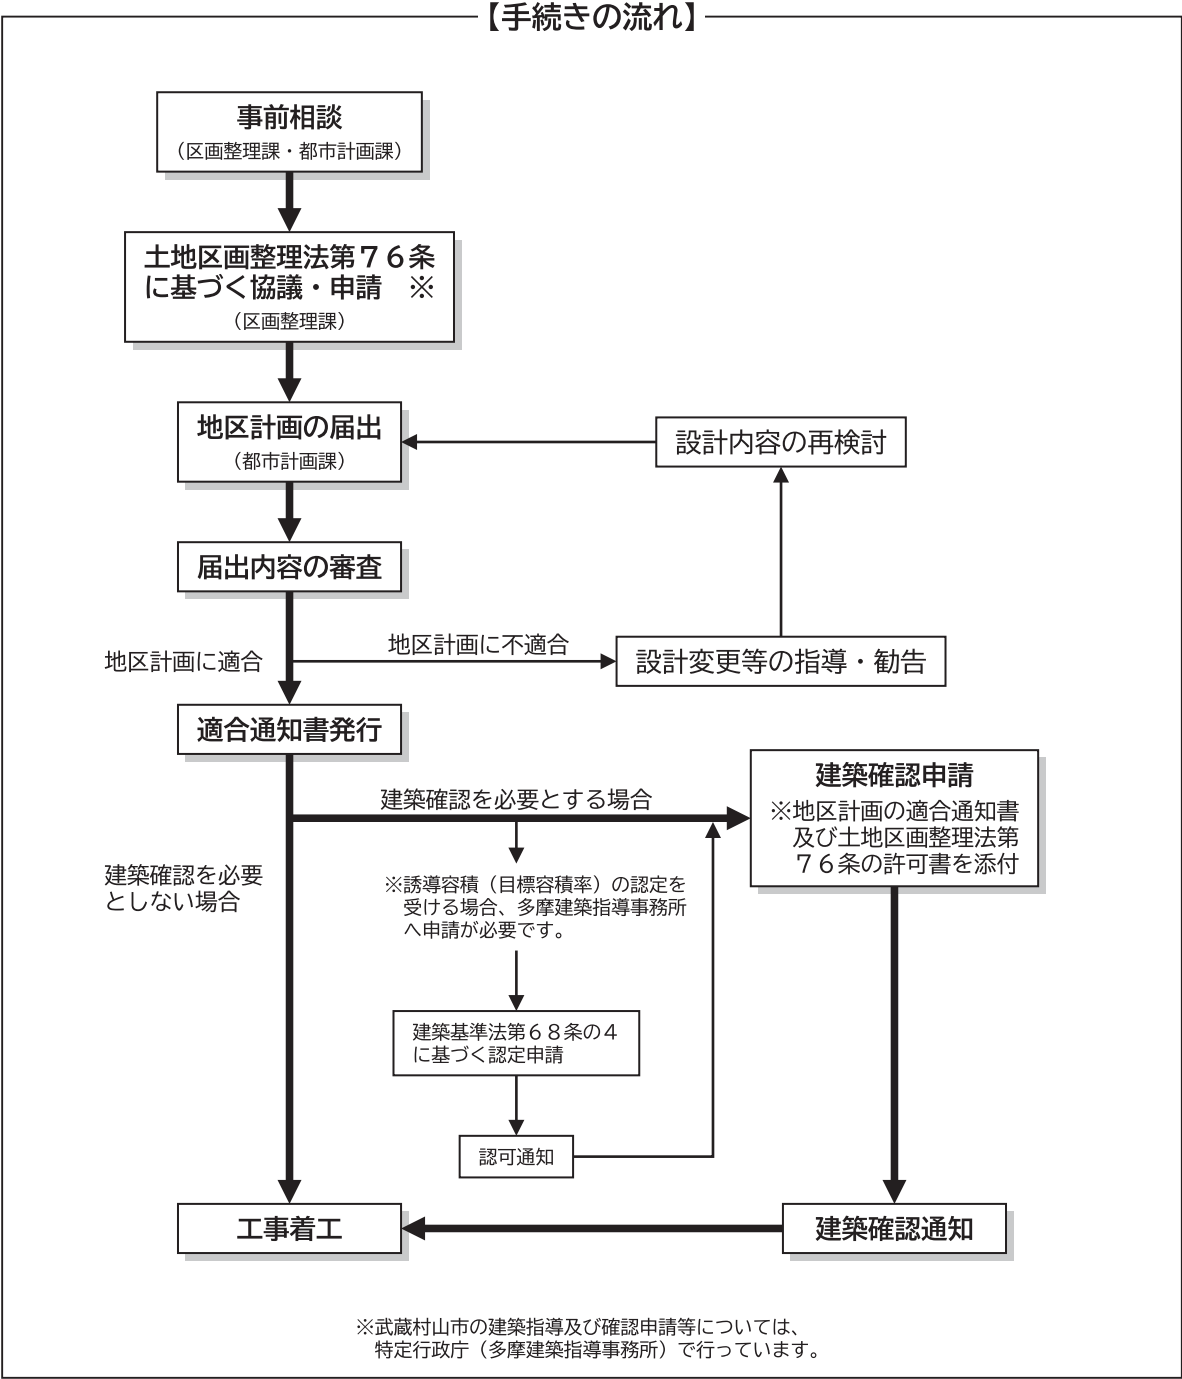 【手続きの流れ】
事前相談
（区画整理課・都市計画課）
土地区画整理法第７６条
に基づく協議・申請　※
（区画整理課）
地区計画の届出
（都市計画課）
設計内容の再検討
届出内容の審査
地区計画に不適合
地区計画に適合
設計変更等の指導・勧告
適合通知書発行
建築確認を必要とする場合
建築確認申請
※地区計画の適合通知書
及び土地区画整理法第
７６条の許可書を添付
建築確認を必要
としない場合
※誘導容積（目標容積率）の認定を
受ける場合、多摩建築指導事務所
へ申請が必要です。
建築基準法第６８条の４
に基づく認定申請
認可通知
工事着工
建築確認通知
※武蔵村山市の建築指導及び確認申請等については、
特定行政庁（多摩建築指導事務所）で行っています。